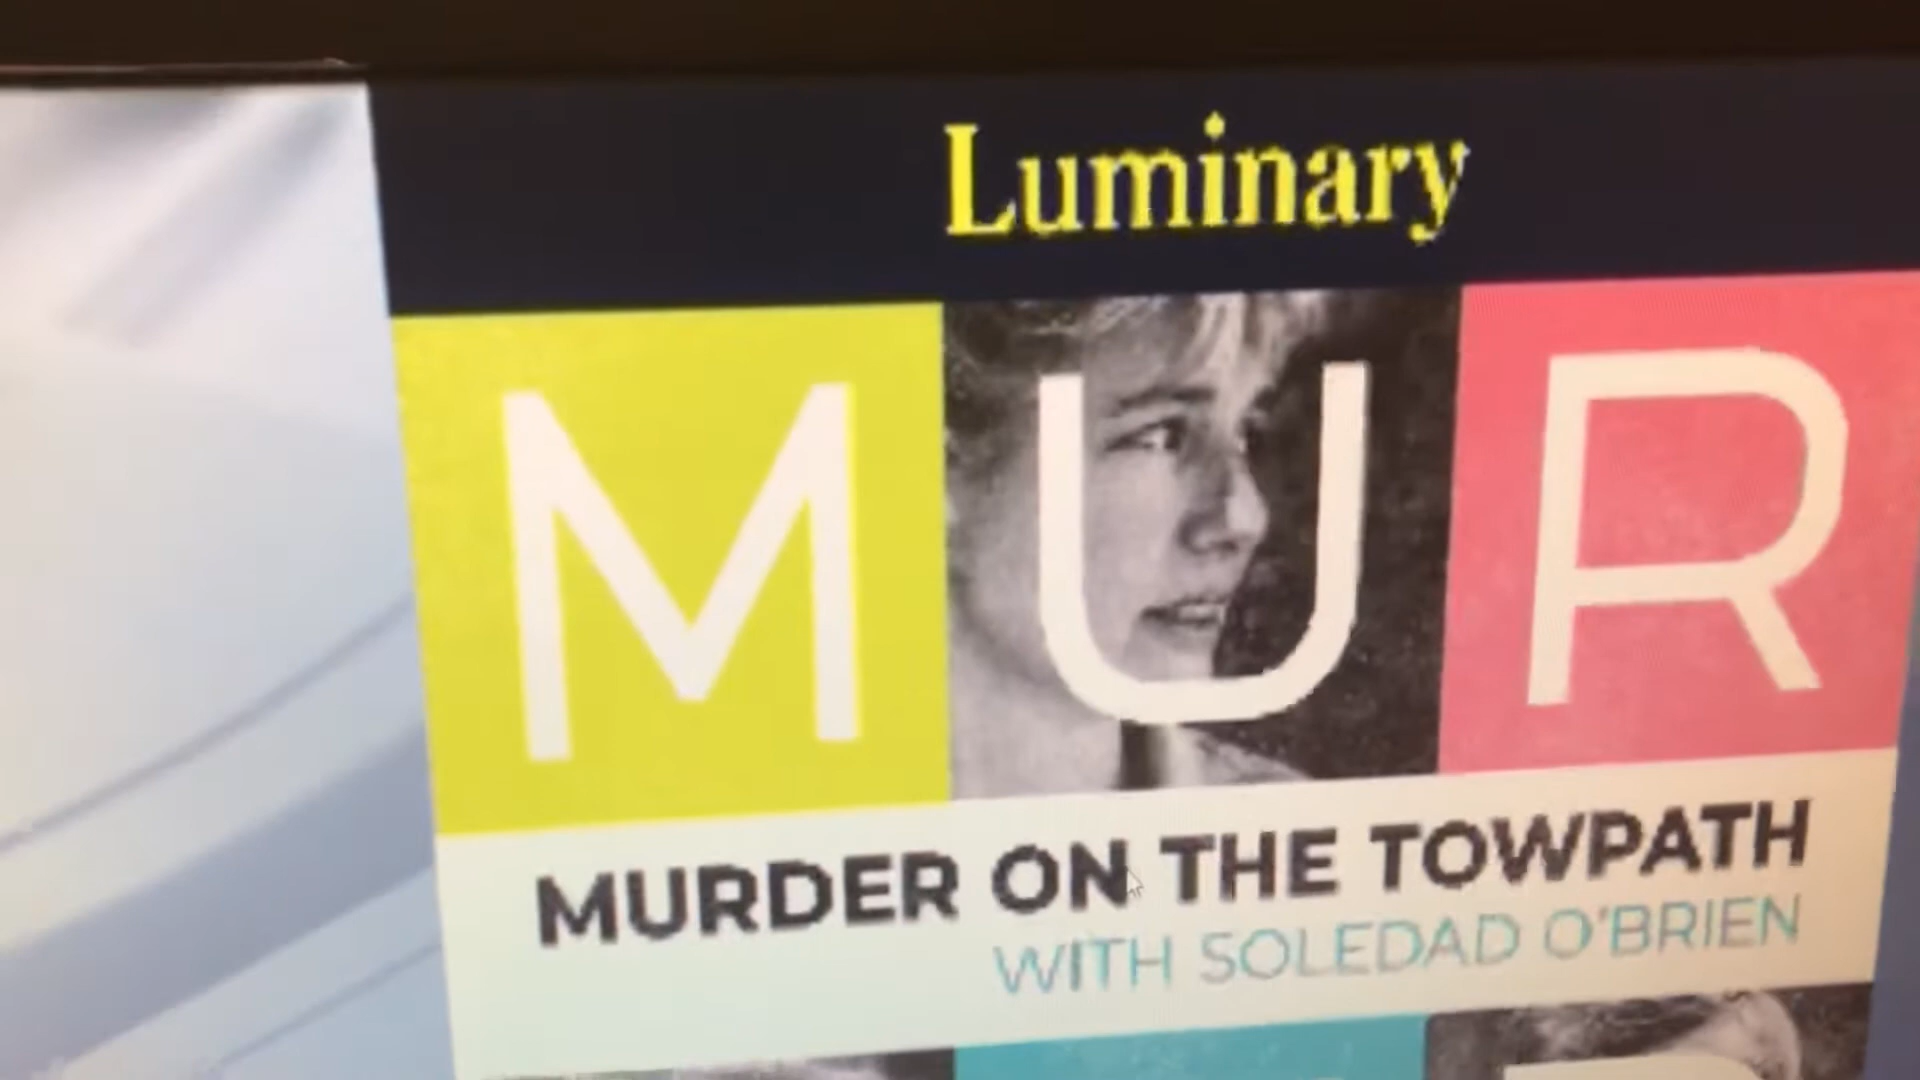 Luminary
MUR
MURDER ON THE TOWPATH
WITH SOLEDAD O'BRIEN